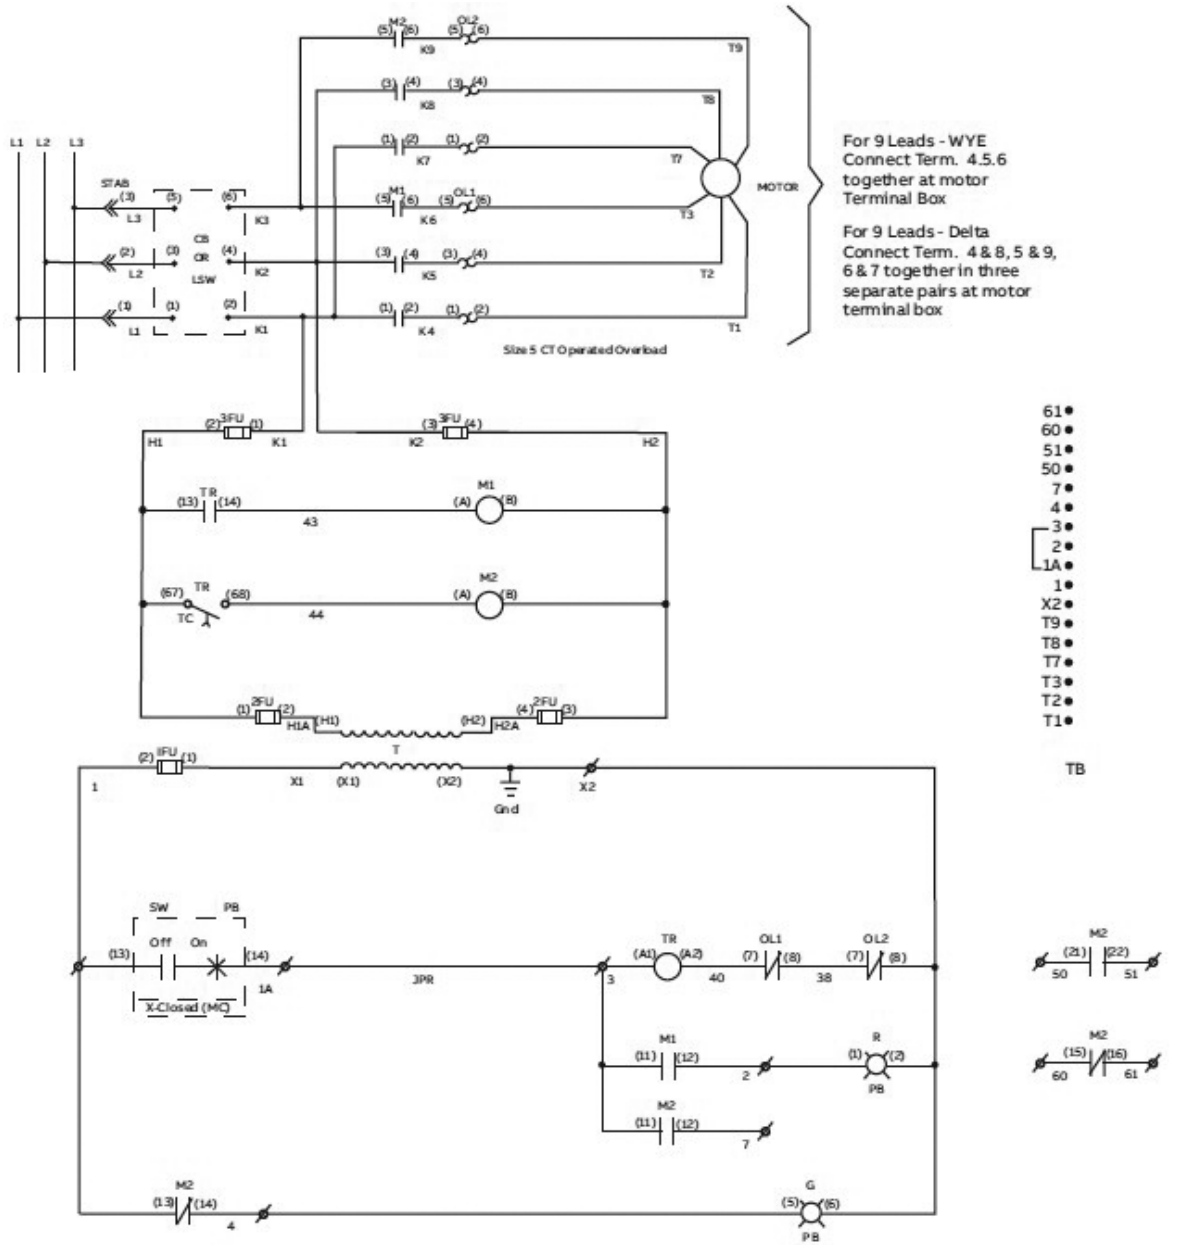 M2 OL2
(5) (6) (5) (6)
K9 T9
(3) (4) (3) (4)
K8 T8
(1) (2) (1) (2)
K7 T7
L1 L2 L3
STAB
(3) (5) (6)
L3 K3
M1 OL1
(5) (6) (5) (6)
K6 T3
MOTOR
CB
OR
LSW
(2) (3) (4)
L2 K2
(3) (4) (3) (4)
K5 T2
(1) (1) (2)
L1 K1
(1) (2) (1) (2)
K4 T1
Size 5 CT Operated Overload
For 9 Leads - WYE
Connect Term. 4.5.6
together at motor
Terminal Box
For 9 Leads - Delta
Connect Term. 4 & 8, 5 & 9,
6 & 7 together in three
separate pairs at motor
terminal box
3FU 3FU
(2) (1) (3) (4)
H1 K1 K2 H2
TR M1
(13) (14) (A) (B)
43
TR M2
(67) (68) (A) (B)
TC 44
2FU 2FU
(1) (2) (4) (3)
H1A (H1) (H2) H2A
T
1FU
(2) (1)
1 X1 (X1) (X2) X2
Gnd
61
60
51
50
7
4
3
2
1A
1
X2
T9
T8
T7
T3
T2
T1
TB
SW PB
Off On
(13) (14)
1A
X-Closed (MC)
JPR
3
TR OL1 OL2
(A1) (A2) (7) (8) (7) (8)
40 38
M1 R
(11) (12) (1) (2)
2 PB
M2
(11) (12)
7
M2 G
(13) (14) (5) (6)
4 PB
M2
(21) (22)
50 51
M2
(15) (16)
60 61